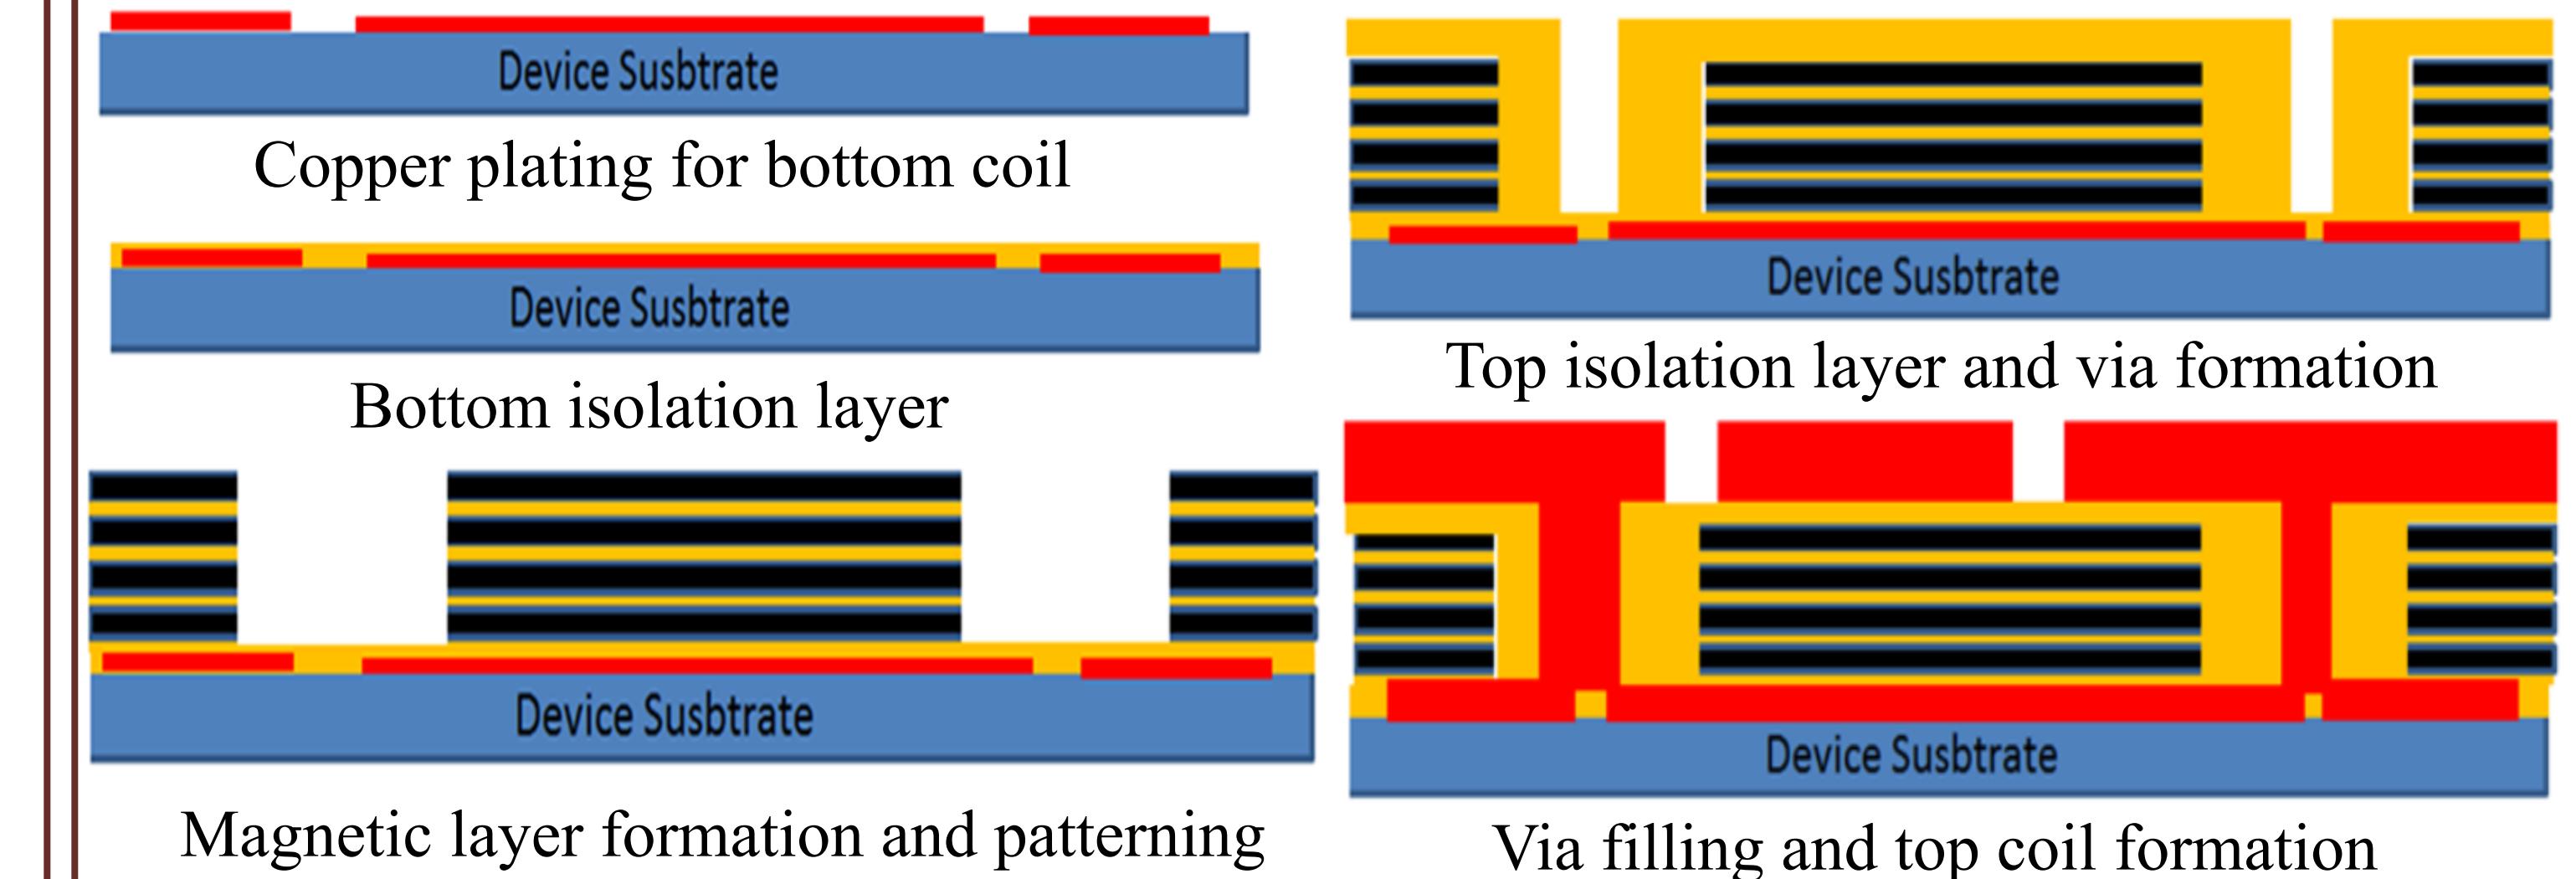 Device Susbtrate
Copper plating for bottom coil
Device Susbtrate
Bottom isolation layer
Device Susbtrate
Magnetic layer formation and patterning
Device Susbtrate
Top isolation layer and via formation
Device Susbtrate
Via filling and top coil formation